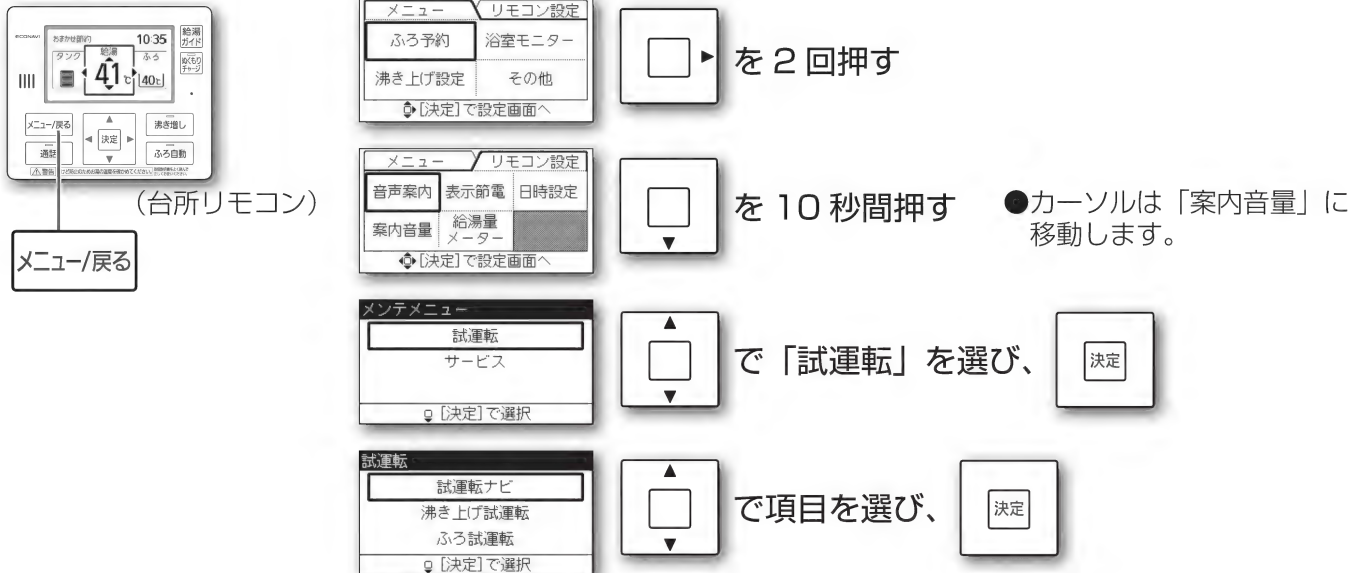 ECONAVI
おまかせ節約
10:35
給湯
ガイド
ぬくもり
チャージ
タンク
給湯
ふろ
41℃
40℃
メニュー/戻る
決定
沸き増し
通話
ふろ自動
警告
(台所リモコン)
メニュー/戻る
メニュー リモコン設定
ふろ予約 浴室モニター
沸き上げ設定 その他
[決定]で設定画面へ
▶ を2回押す
メニュー リモコン設定
音声案内 表示節電 日時設定
案内音量 給湯量
メーター
[決定]で設定画面へ
▼ を10秒間押す
●カーソルは「案内音量」に
移動します。
メンテメニュー
試運転
サービス
[決定]で選択
▲
▼
で「試運転」を選び、 決定
試運転
試運転ナビ
沸き上げ試運転
ふろ試運転
[決定]で選択
▲
▼
で項目を選び、 決定